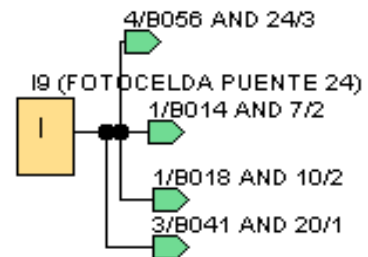 4/B056 AND 24/3
I9 (FOTOCELDA PUENTE 24)
I
1/B014 AND 7/2
1/B018 AND 10/2
3/B041 AND 20/1